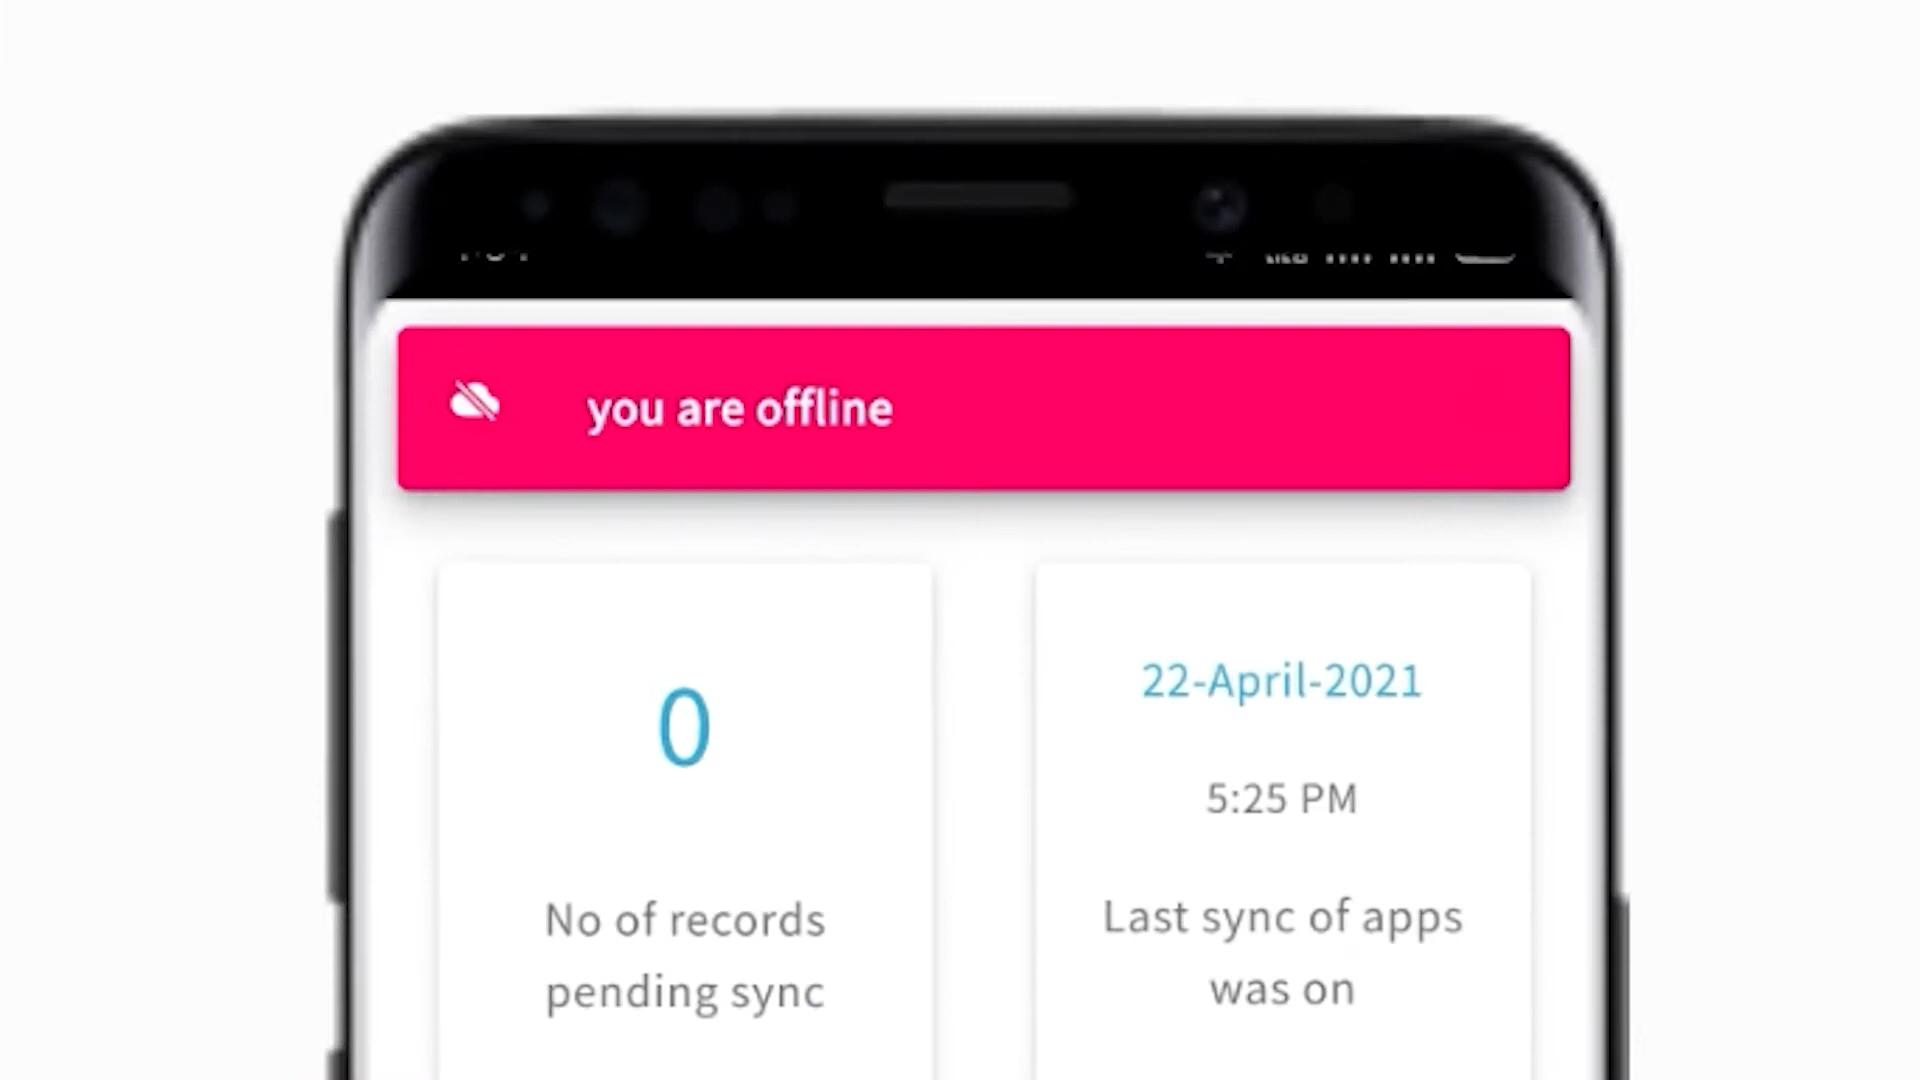 you are offline
0
No of records
pending sync
22-April-2021
5:25 PM
Last sync of apps
was on